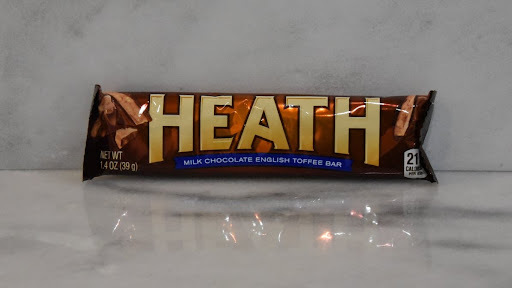 HEATH
MILK CHOCOLATE ENGLISH TOFFEE BAR
NET WT
1.4 OZ (39 g)
21